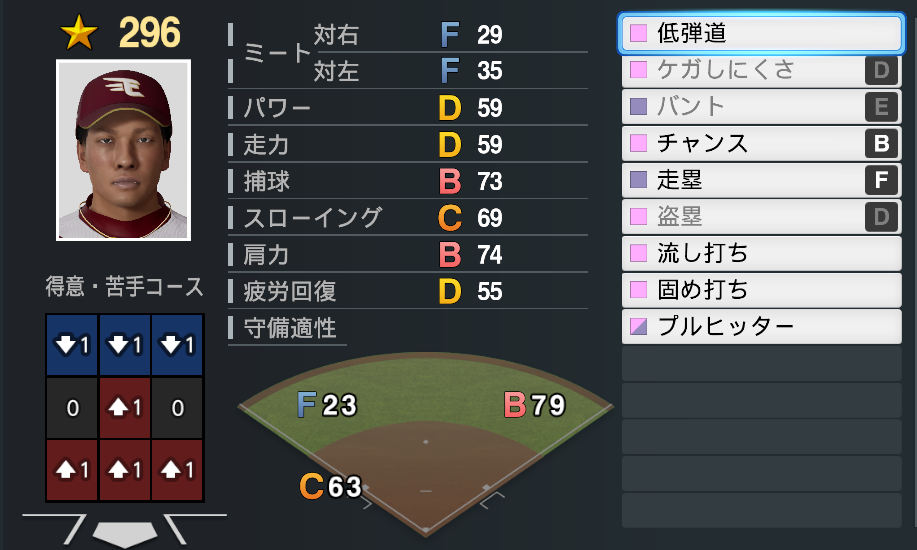 296
ミート 対右 F 29
対左 F 35
パワー D 59
走力 D 59
捕球 B 73
スローイング C 69
肩力 B 74
疲労回復 D 55
守備適性
F 23
B 79
C 63
得意・苦手コース
1 1 1
0 1 0
1 1 1
低弾道
ケガしにくさ D
バント E
チャンス B
走塁 F
盗塁 D
流し打ち
固め打ち
プルヒッター